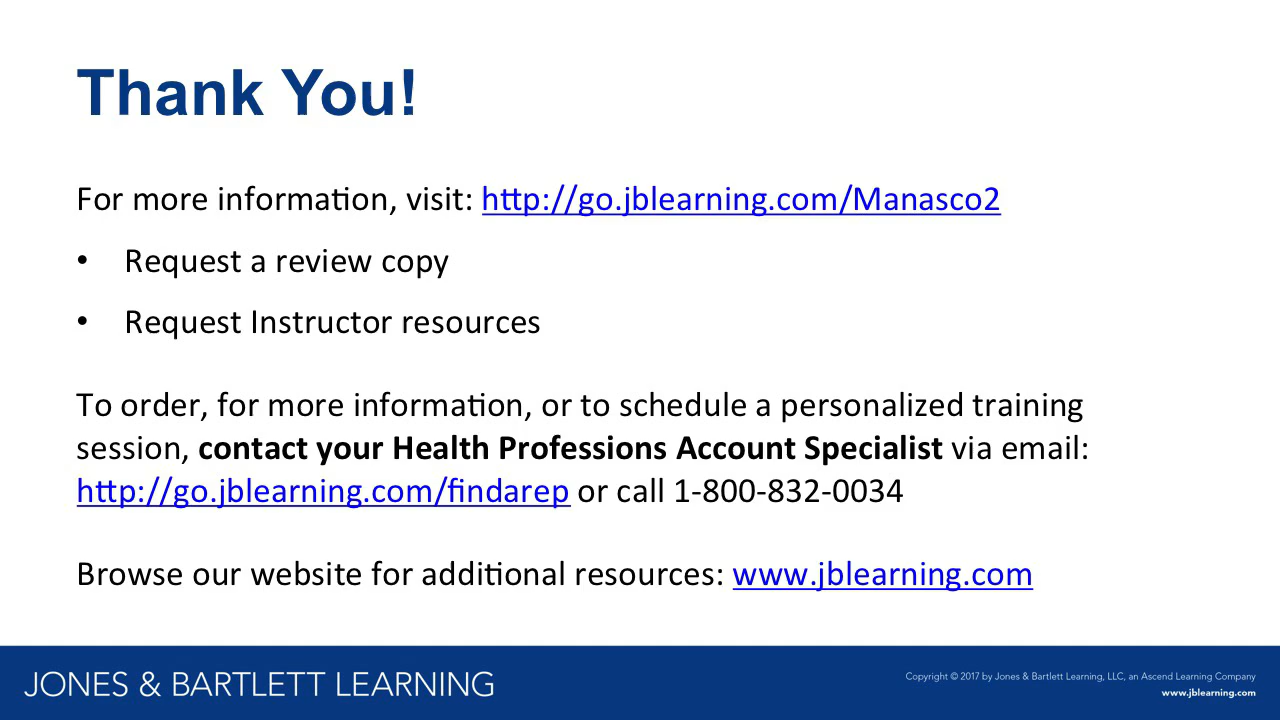 Thank You!
For more information, visit: http://go.jblearning.com/Manasco2
• Request a review copy
• Request Instructor resources
To order, for more information, or to schedule a personalized training
session, contact your Health Professions Account Specialist via email:
http://go.jblearning.com/findarep or call 1-800-832-0034
Browse our website for additional resources: www.jblearning.com
JONES & BARTLETT LEARNING
Copyright © 2017 by Jones & Bartlett Learning, LLC, an Ascend Learning Company
www.jblearning.com